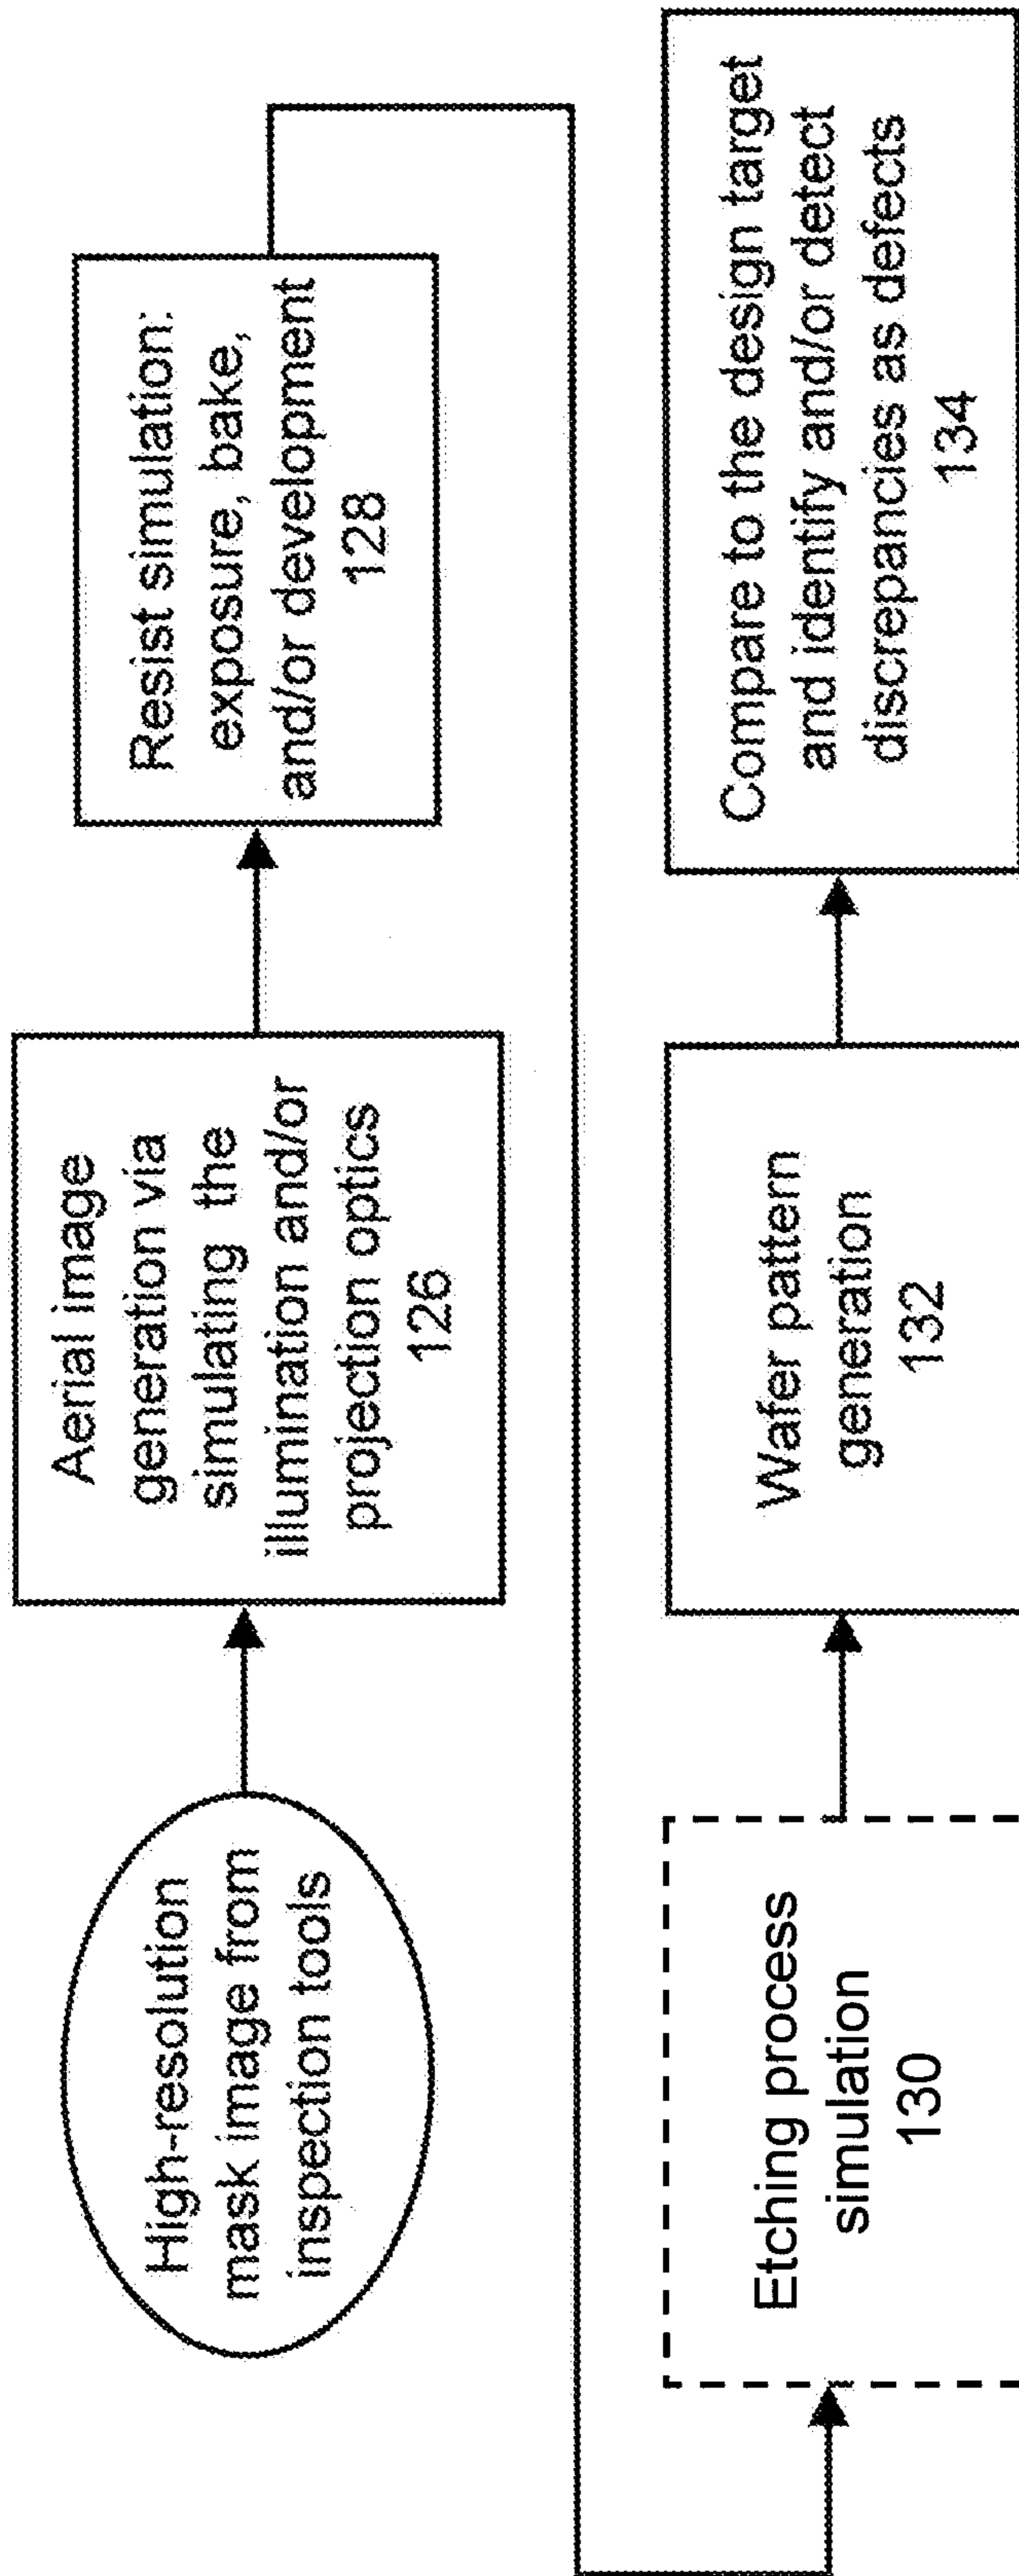 High-resolution
mask image from
inspection tools
Aerial image
generation via
simulating the
illumination and/or
projection optics
126
Resist simulation:
exposure, bake,
and/or development
128
Etching process
simulation
130
Wafer pattern
generation
132
Compare to the design target
and identify and/or detect
discrepancies as defects
134